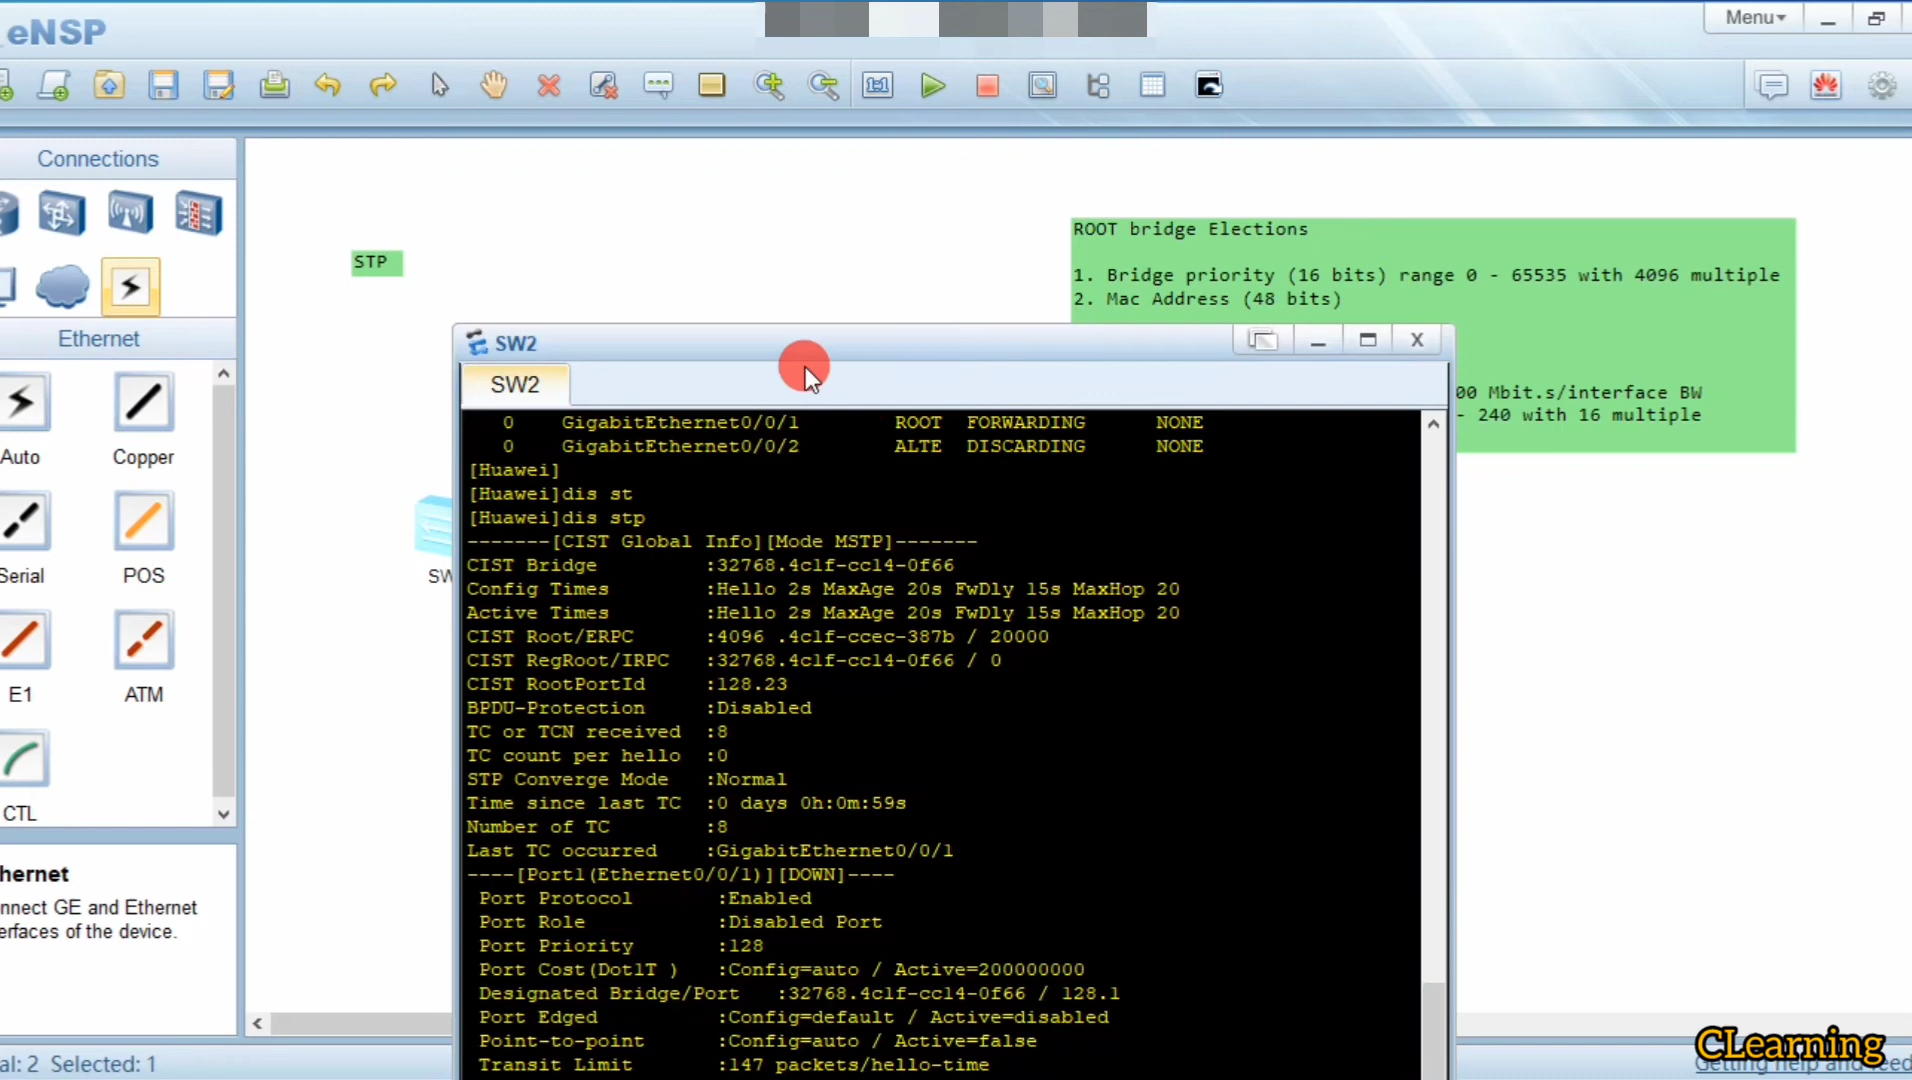 eNSP
Menu
Connections
Ethernet
Auto
Copper
Serial
POS
E1
ATM
CTL
hernet
nnect GE and Ethernet
erfaces of the device.
al: 2 Selected: 1
STP
SW
ROOT bridge Elections
1. Bridge priority (16 bits) range 0 - 65535 with 4096 multiple
2. Mac Address (48 bits)
00 Mbit.s/interface BW
- 240 with 16 multiple
SW2
SW2
0 GigabitEthernet0/0/1 ROOT FORWARDING NONE
0 GigabitEthernet0/0/2 ALTE DISCARDING NONE
[Huawei]
[Huawei]dis st
[Huawei]dis stp
-------[CIST Global Info][Mode MSTP]-------
CIST Bridge :32768.4c1f-cc14-0f66
Config Times :Hello 2s MaxAge 20s FwDly 15s MaxHop 20
Active Times :Hello 2s MaxAge 20s FwDly 15s MaxHop 20
CIST Root/ERPC :4096 .4c1f-ccec-387b / 20000
CIST RegRoot/IRPC :32768.4c1f-cc14-0f66 / 0
CIST RootPortId :128.23
BPDU-Protection :Disabled
TC or TCN received :8
TC count per hello :0
STP Converge Mode :Normal
Time since last TC :0 days 0h:0m:59s
Number of TC :8
Last TC occurred :GigabitEthernet0/0/1
----[Port1(Ethernet0/0/1)][DOWN]----
Port Protocol :Enabled
Port Role :Disabled Port
Port Priority :128
Port Cost(Dot1T ) :Config=auto / Active=200000000
Designated Bridge/Port :32768.4c1f-cc14-0f66 / 128.1
Port Edged :Config=default / Active=disabled
Point-to-point :Config=auto / Active=false
Transit Limit :147 packets/hello-time
CLearning
Getting help and feed